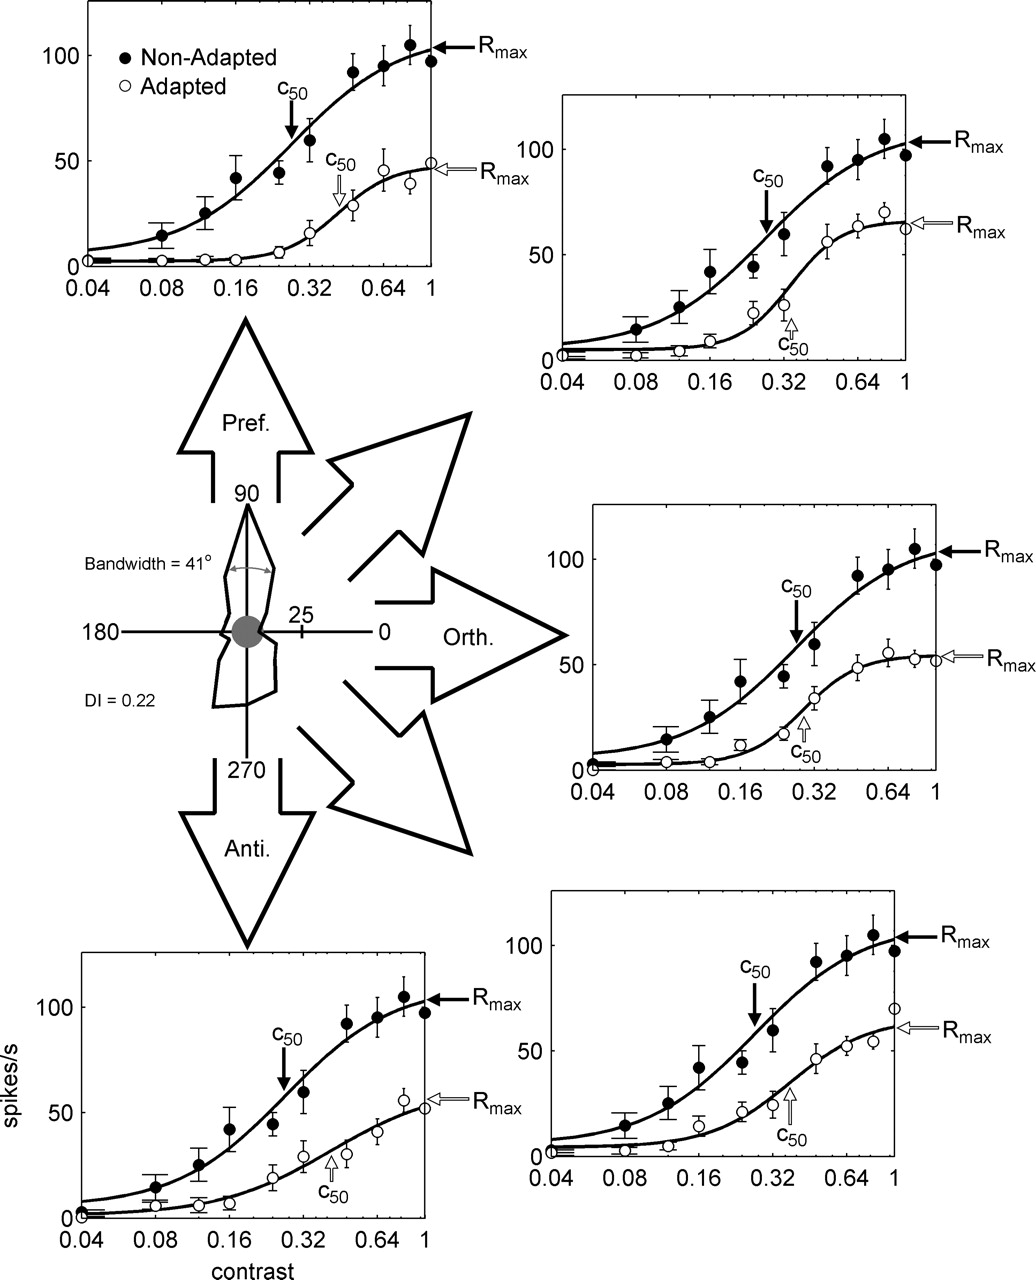 100
50
0
0.04 0.08 0.16 0.32 0.64 1
Non-Adapted
Adapted
c50
c50
Rmax
Rmax
100
50
0
0.04 0.08 0.16 0.32 0.64 1
c50
c50
Rmax
Rmax
Pref.
90
Bandwidth = 41o
180
25
0
Orth.
DI = 0.22
270
Anti.
100
50
0
0.04 0.08 0.16 0.32 0.64 1
c50
c50
Rmax
Rmax
spikes/s
100
50
0
0.04 0.08 0.16 0.32 0.64 1
contrast
c50
c50
Rmax
Rmax
100
50
0
0.04 0.08 0.16 0.32 0.64 1
c50
c50
Rmax
Rmax